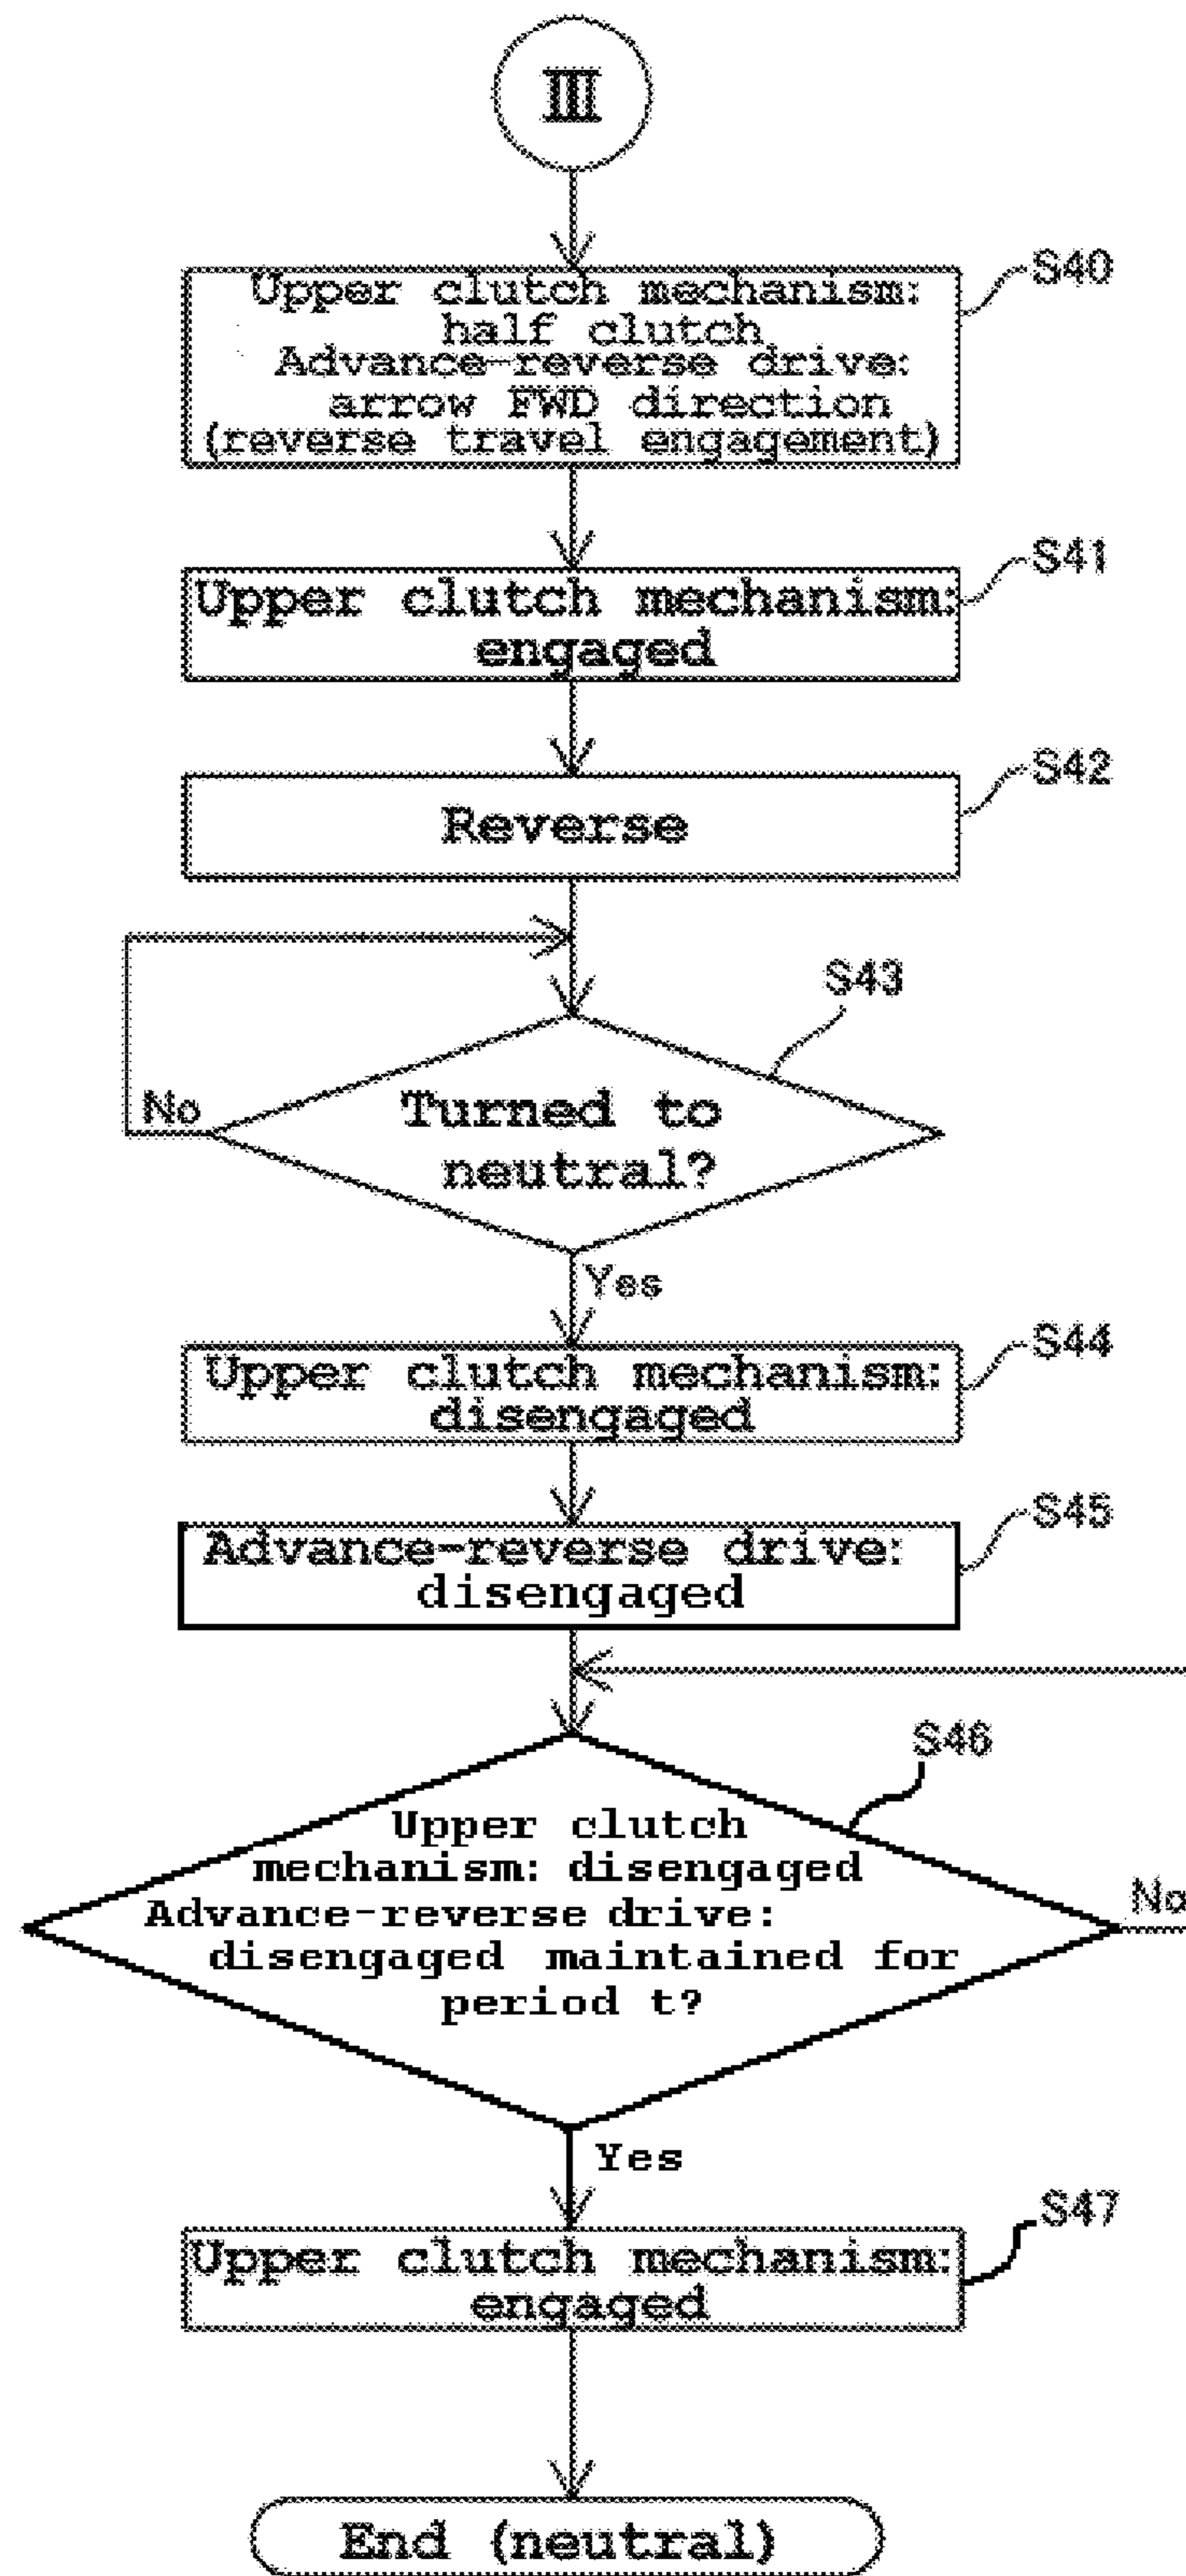 III
Upper clutch mechanism:
half clutch
Advance-reverse drive:
arrow FWD direction
(reverse travel engagement)
S40
Upper clutch mechanism:
engaged
S41
Reverse
S42
S43
Turned to
neutral?
No
Yes
Upper clutch mechanism:
disengaged
S44
Advance-reverse drive:
disengaged
S45
S46
Upper clutch
mechanism: disengaged
Advance-reverse drive:
disengaged maintained for
period t?
No
Yes
Upper clutch mechanism:
engaged
S47
End (neutral)